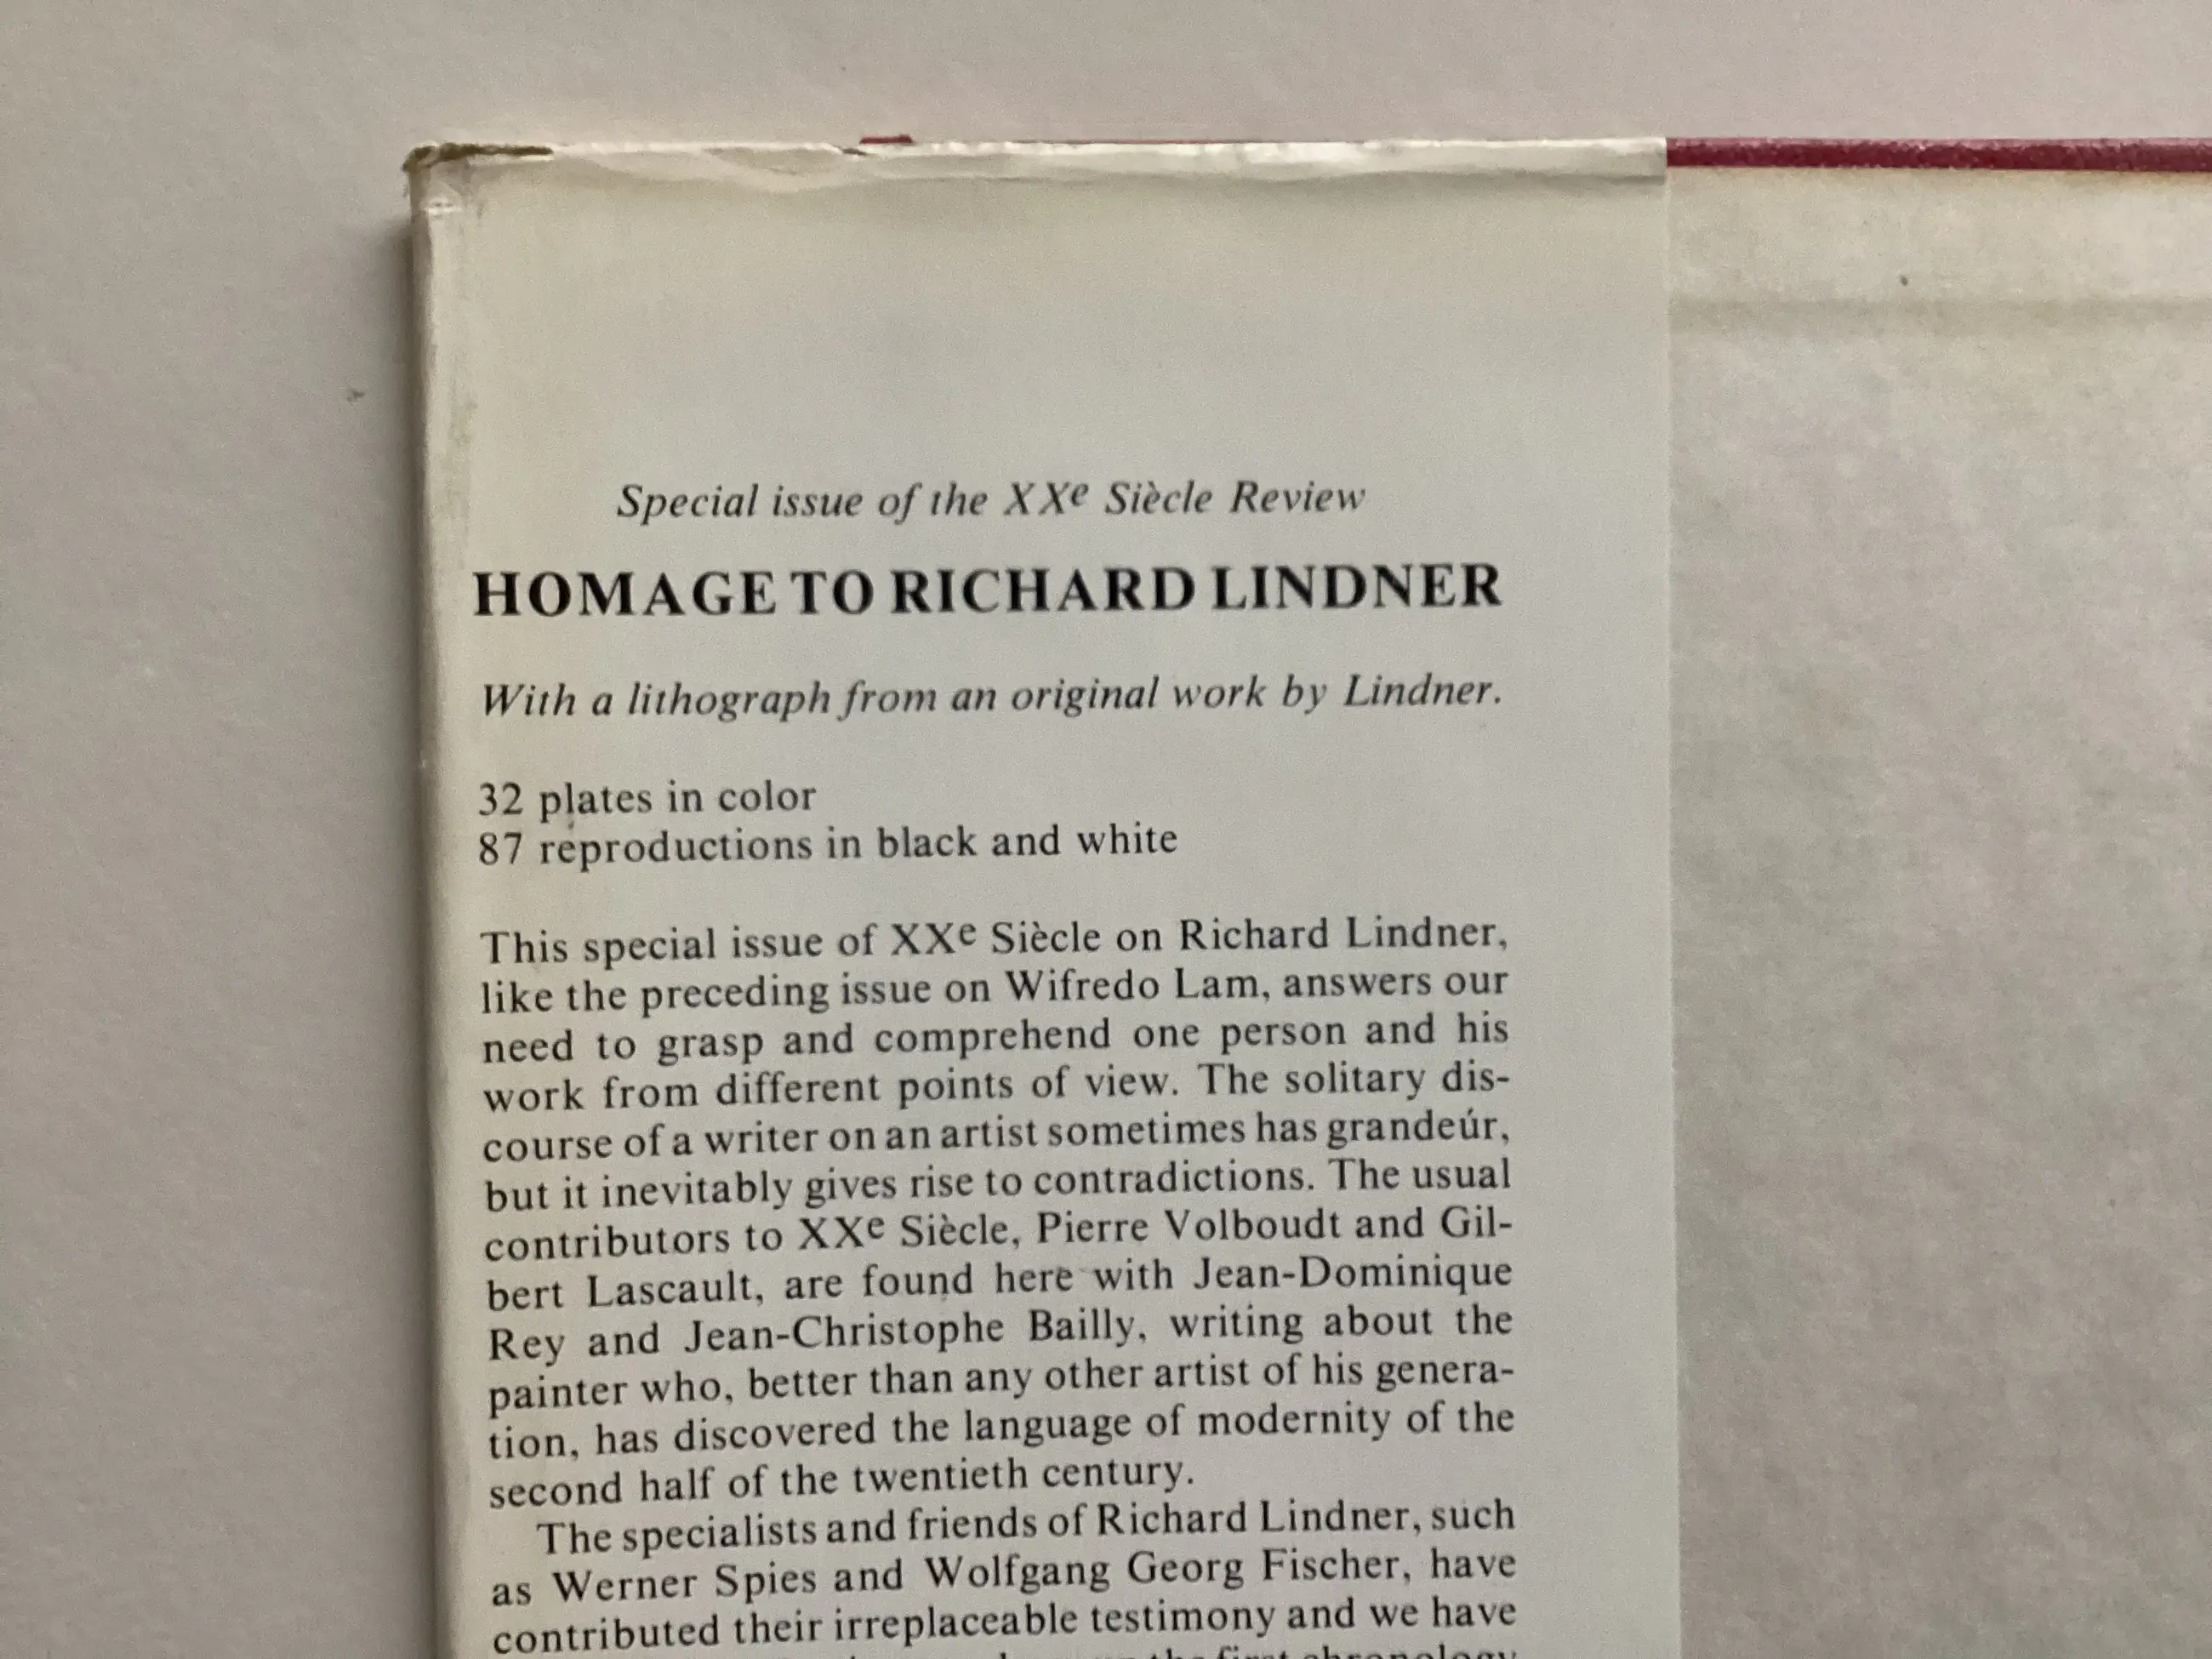 Special issue of the XXe Siècle Review
HOMAGE TO RICHARD LINDNER
With a lithograph from an original work by Lindner.
32 plates in color
87 reproductions in black and white
This special issue of XXe Siècle on Richard Lindner,
like the preceding issue on Wifredo Lam, answers our
need to grasp and comprehend one person and his
work from different points of view. The solitary dis-
course of a writer on an artist sometimes has grandeúr,
but it inevitably gives rise to contradictions. The usual
contributors to XXe Siècle, Pierre Volboudt and Gil-
bert Lascault, are found here with Jean-Dominique
Rey and Jean-Christophe Bailly, writing about the
painter who, better than any other artist of his genera-
tion, has discovered the language of modernity of the
second half of the twentieth century.
The specialists and friends of Richard Lindner, such
as Werner Spies and Wolfgang Georg Fischer, have
contributed their irreplaceable testimony and we have
the first chronology